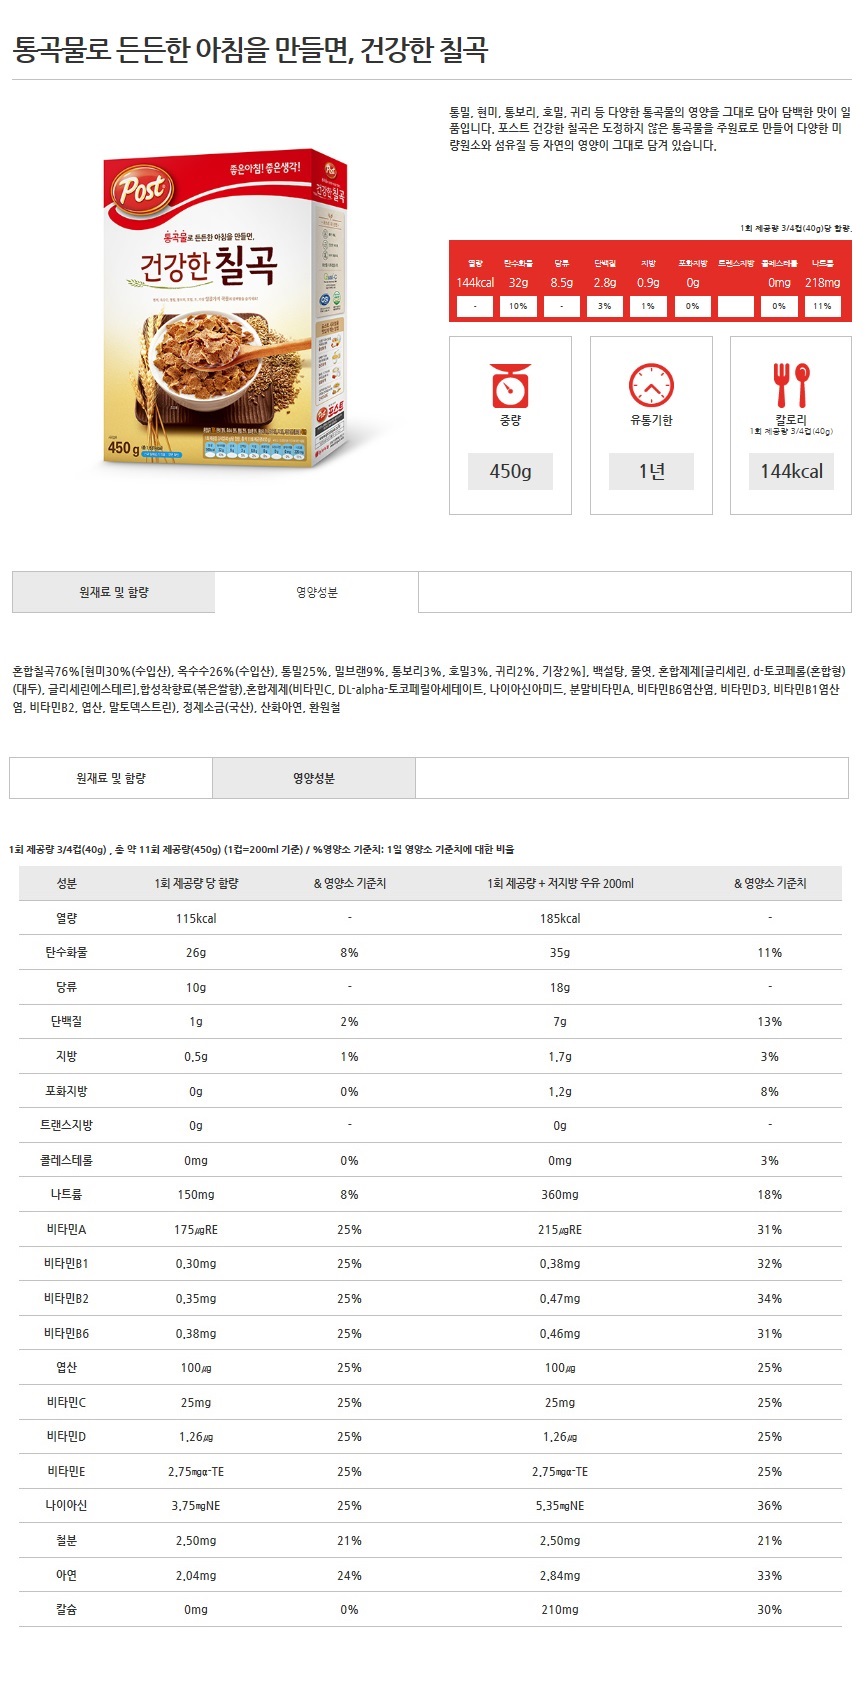 통곡물로 든든한 아침을 만들면, 건강한 칠곡
통밀, 현미, 통보리, 호밀, 귀리 등 다양한 통곡물의 영양을 그대로 담아 담백한 맛이 일
품입니다. 포스트 건강한 칠곡은 도정하지 않은 통곡물을 주원료로 만들어 다양한 미
량원소와 섬유질 등 자연의 영양이 그대로 담겨 있습니다.
Post
좋은아침! 좋은생각!
통곡물로 든든한 아침을 만들면,
건강한 칠곡
450 g
Post
건강한 칠곡
포스트
1회 제공량 3/4컵(40g)당 함량.
열량 탄수화물 당류 단백질 지방 포화지방 트랜스지방 콜레스테롤 나트륨
144kcal 32g 8.5g 2.8g 0.9g 0g 0mg 218mg
- 10% - 3% 1% 0% 0% 11%
중량 유통기한 칼로리
1회 제공량 3/4컵(40g)
450g 1년 144kcal
원재료 및 함량 영양성분
혼합칠곡76%[현미30%(수입산), 옥수수26%(수입산), 통밀25%, 밀브랜9%, 통보리3%, 호밀3%, 귀리2%, 기장2%], 백설탕, 물엿, 혼합제제[글리세린, d-토코페롤(혼합형)
(대두), 글리세린에스테르],합성착향료(볶은쌀향),혼합제제(비타민C, DL-alpha-토코페릴아세테이트, 나이아신아미드, 분말비타민A, 비타민B6염산염, 비타민D3, 비타민B1염산
염, 비타민B2, 엽산, 말토덱스트린), 정제소금(국산), 산화아연, 환원철
원재료 및 함량 영양성분
1회 제공량 3/4컵(40g) , 총 약 11회 제공량(450g) (1컵=200ml 기준) / %영양소 기준치: 1일 영양소 기준치에 대한 비율
성분 1회 제공량 당 함량 & 영양소 기준치 1회 제공량 + 저지방 우유 200ml & 영양소 기준치
열량 115kcal - 185kcal -
탄수화물 26g 8% 35g 11%
당류 10g - 18g -
단백질 1g 2% 7g 13%
지방 0.5g 1% 1.7g 3%
포화지방 0g 0% 1.2g 8%
트랜스지방 0g - 0g -
콜레스테롤 0mg 0% 0mg 3%
나트륨 150mg 8% 360mg 18%
비타민A 175㎍RE 25% 215㎍RE 31%
비타민B1 0.30mg 25% 0.38mg 32%
비타민B2 0.35mg 25% 0.47mg 34%
비타민B6 0.38mg 25% 0.46mg 31%
엽산 100㎍ 25% 100㎍ 25%
비타민C 25mg 25% 25mg 25%
비타민D 1.26㎍ 25% 1.26㎍ 25%
비타민E 2.75㎎α-TE 25% 2.75㎎α-TE 25%
나이아신 3.75㎎NE 25% 5.35㎎NE 36%
철분 2.50mg 21% 2.50mg 21%
아연 2.04mg 24% 2.84mg 33%
칼슘 0mg 0% 210mg 30%